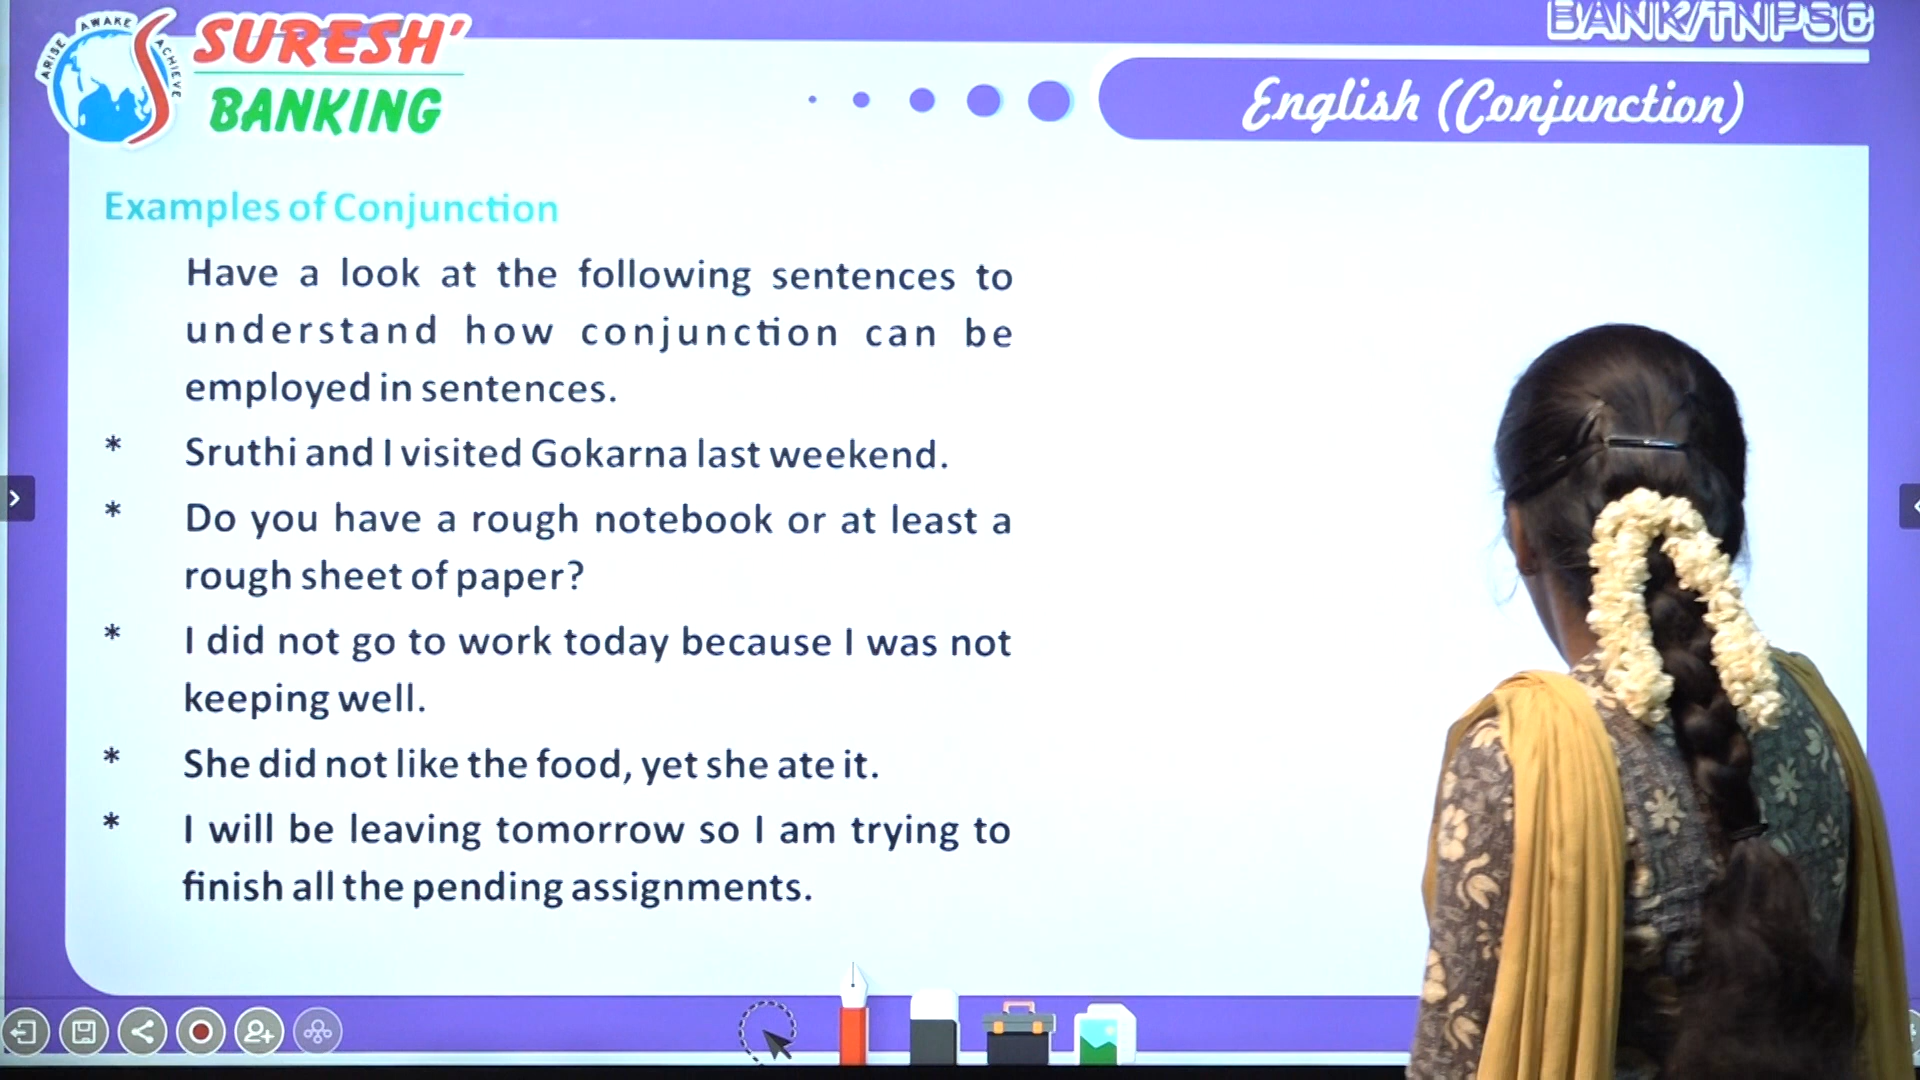 ARISE AWAKE ACHIEVE
SURESH'
BANKING
BANK/TNPSC
English (Conjunction)
Examples of Conjunction
Have a look at the following sentences to
understand how conjunction can be
employed in sentences.
* Sruthi and I visited Gokarna last weekend.
* Do you have a rough notebook or at least a
rough sheet of paper?
* I did not go to work today because I was not
keeping well.
* She did not like the food, yet she ate it.
* I will be leaving tomorrow so I am trying to
finish all the pending assignments.